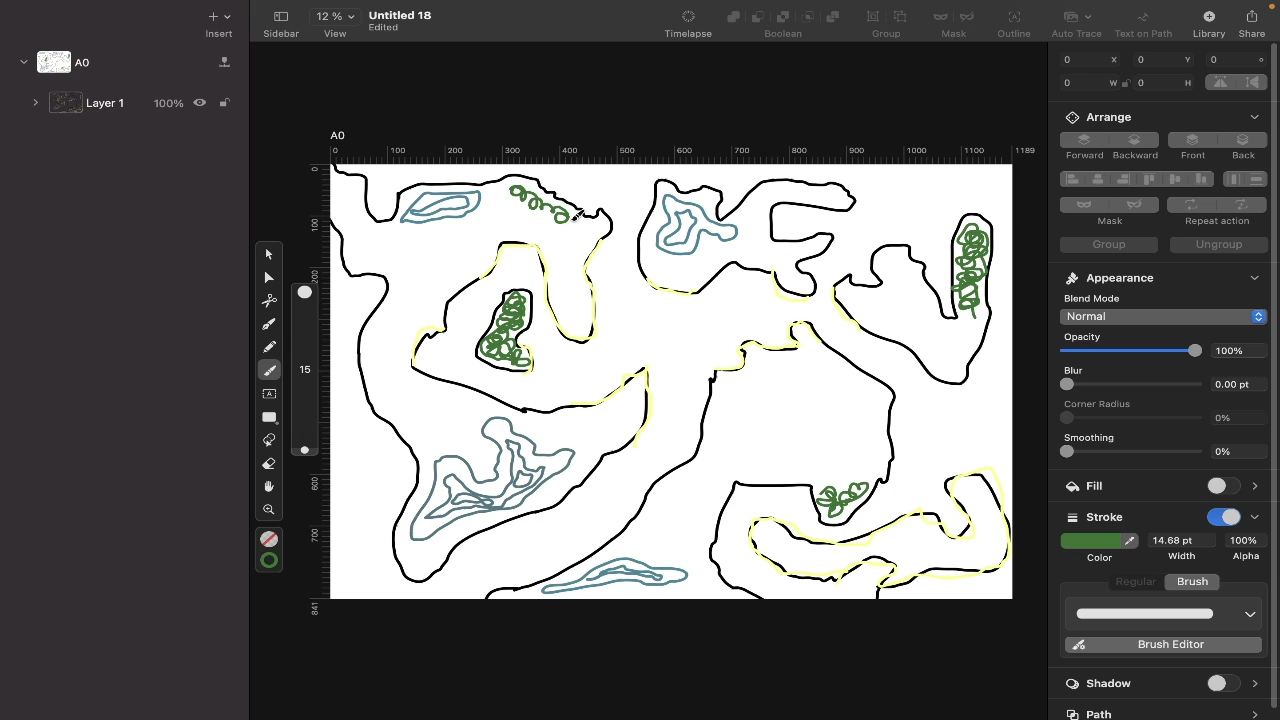 Insert
Sidebar
12 %
View
Untitled 18
Edited
Timelapse
Boolean
Group
Mask
Outline
Auto Trace
Text on Path
Library
Share
A0
Layer 1
100%
A0
0
100
200
300
400
500
600
700
800
900
1000
1100
1189
0
100
200
600
700
841
15
A
0 X
0 Y
0 °
0 W
0 H
Arrange
Forward
Backward
Front
Back
Mask
Repeat action
Group
Ungroup
Appearance
Blend Mode
Normal
Opacity
100%
Blur
0.00 pt
Corner Radius
0%
Smoothing
0%
Fill
Stroke
14.68 pt
100%
Color
Width
Alpha
Regular
Brush
Brush Editor
Shadow
Path